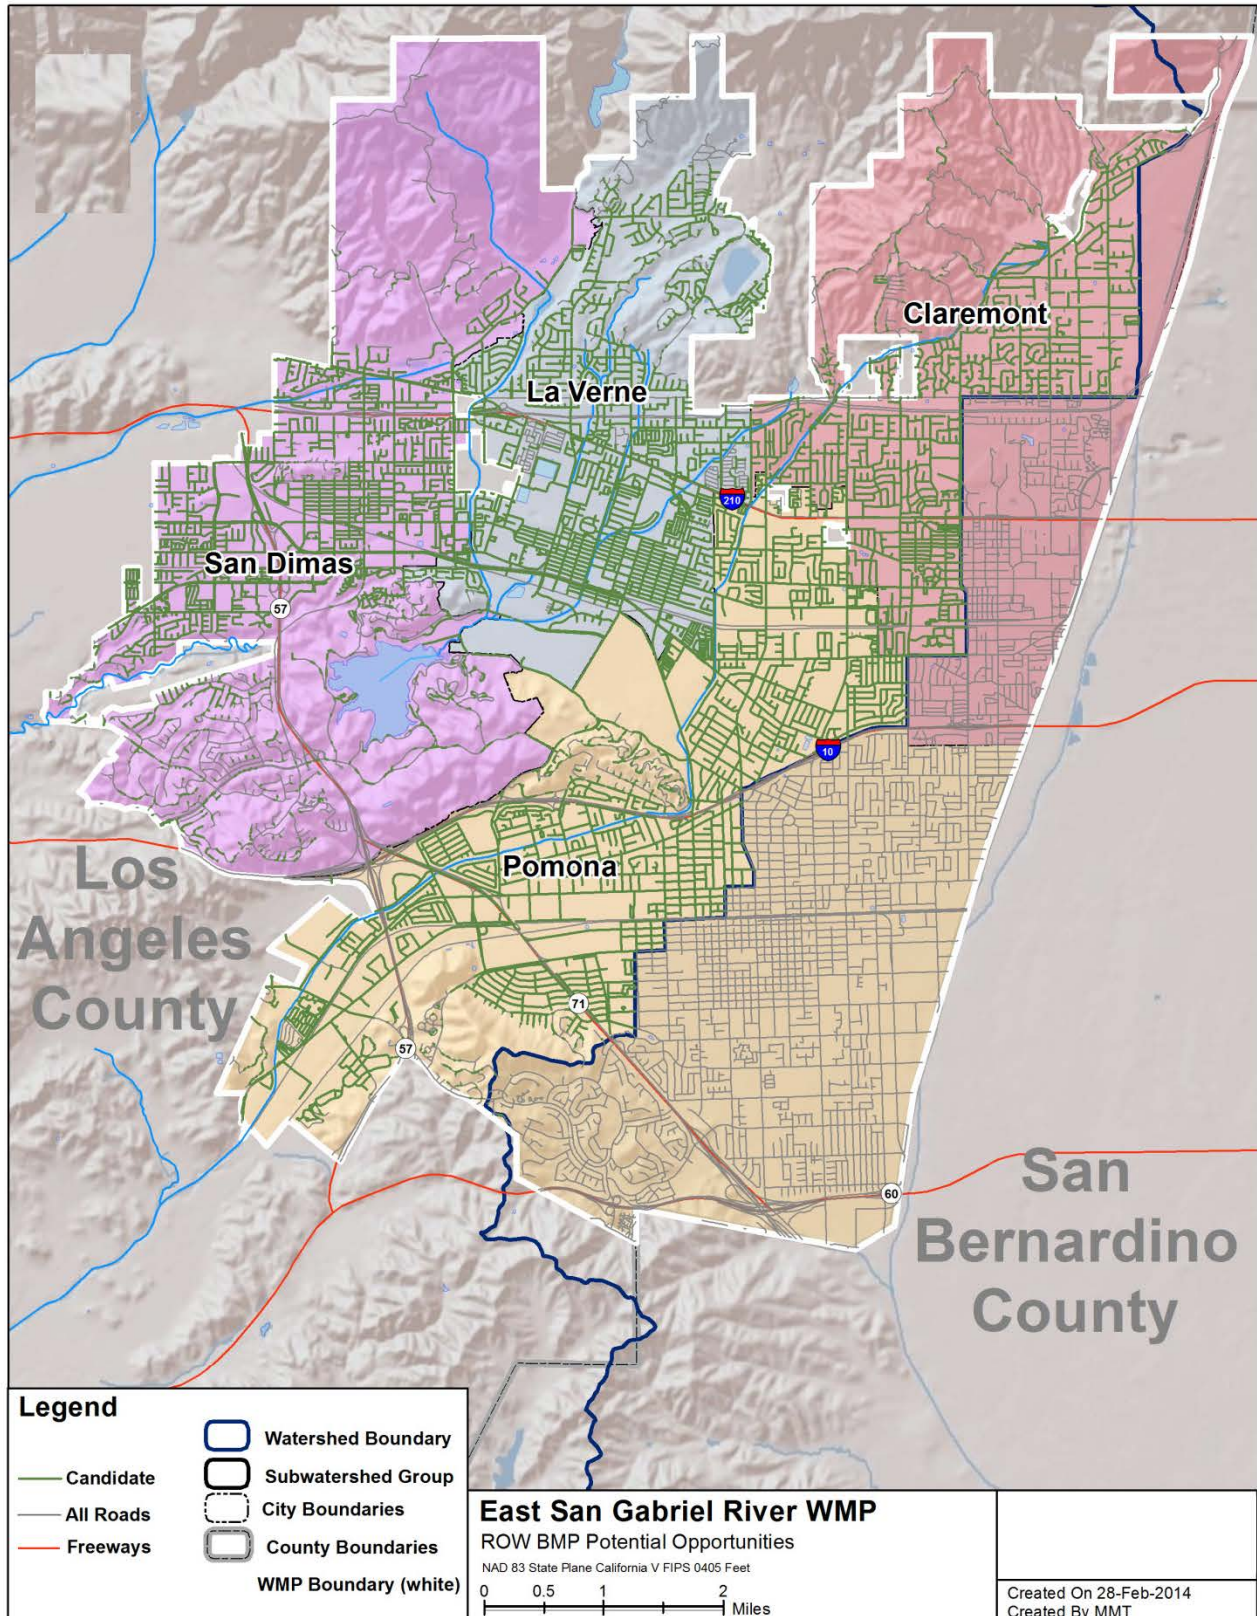 Claremont
La Verne
210
San Dimas
57
10
Pomona
Los
Angeles
County
71
57
San
Bernardino
County
60
Legend
Candidate
All Roads
Freeways
Watershed Boundary
Subwatershed Group
City Boundaries
County Boundaries
WMP Boundary (white)
East San Gabriel River WMP
ROW BMP Potential Opportunities
NAD 83 State Plane California V FIPS 0405 Feet
0 0.5 1 2
Miles
Created On 28-Feb-2014
Created By MMT